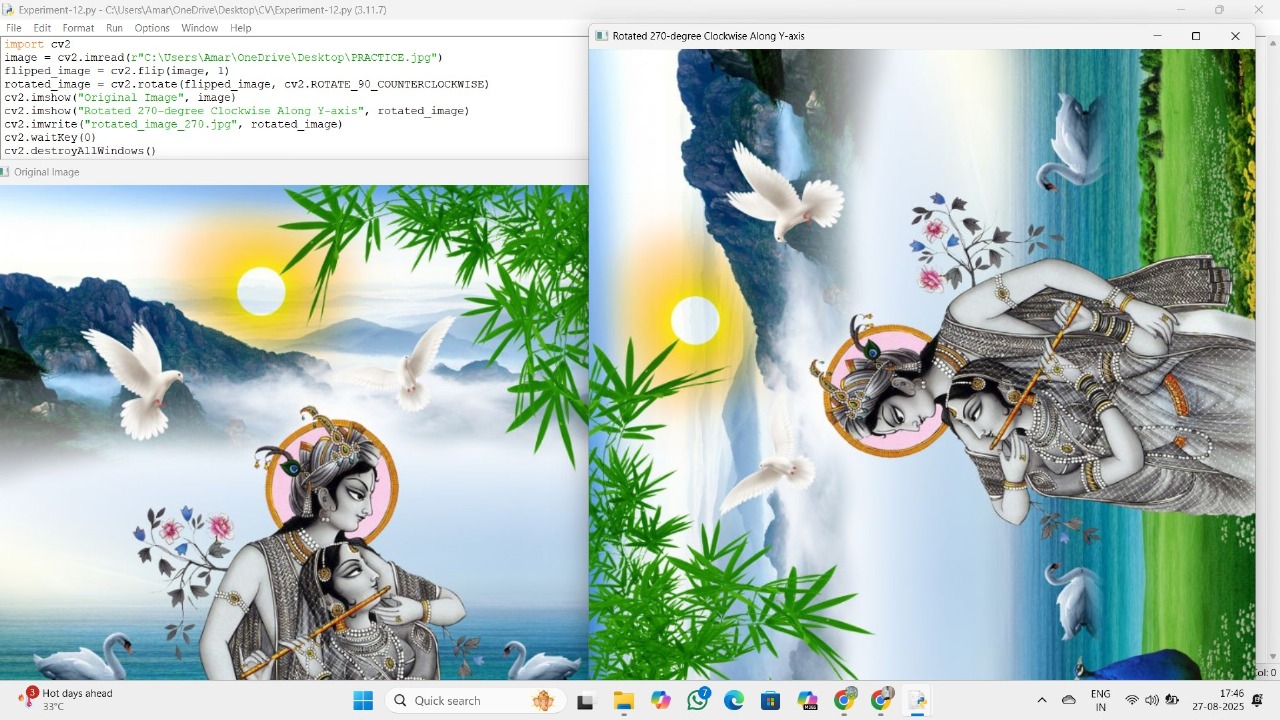 Experiment-12.py - C:\Users\Amar\OneDrive\Desktop\CV\Experiment-12.py (3.11.7)
File Edit Format Run Options Window Help
import cv2
image = cv2.imread(r"C:\Users\Amar\OneDrive\Desktop\PRACTICE.jpg")
flipped_image = cv2.flip(image, 1)
rotated_image = cv2.rotate(flipped_image, cv2.ROTATE_90_COUNTERCLOCKWISE)
cv2.imshow("Original Image", image)
cv2.imshow("Rotated 270-degree Clockwise Along Y-axis", rotated_image)
cv2.imwrite("rotated_image_270.jpg", rotated_image)
cv2.waitKey(0)
cv2.destroyAllWindows()
Original Image
Rotated 270-degree Clockwise Along Y-axis
Col: 0
3
Hot days ahead
33°
Quick search
7
M365
ENG
IN
17:46
27-08-2025